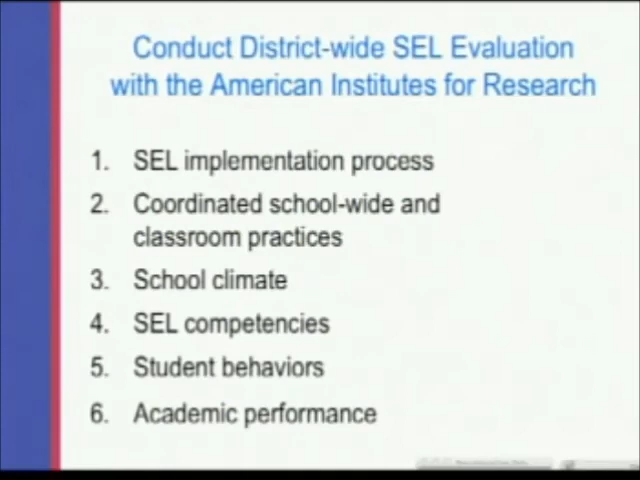 Conduct District-wide SEL Evaluation
with the American Institutes for Research
1. SEL implementation process
2. Coordinated school-wide and
classroom practices
3. School climate
4. SEL competencies
5. Student behaviors
6. Academic performance